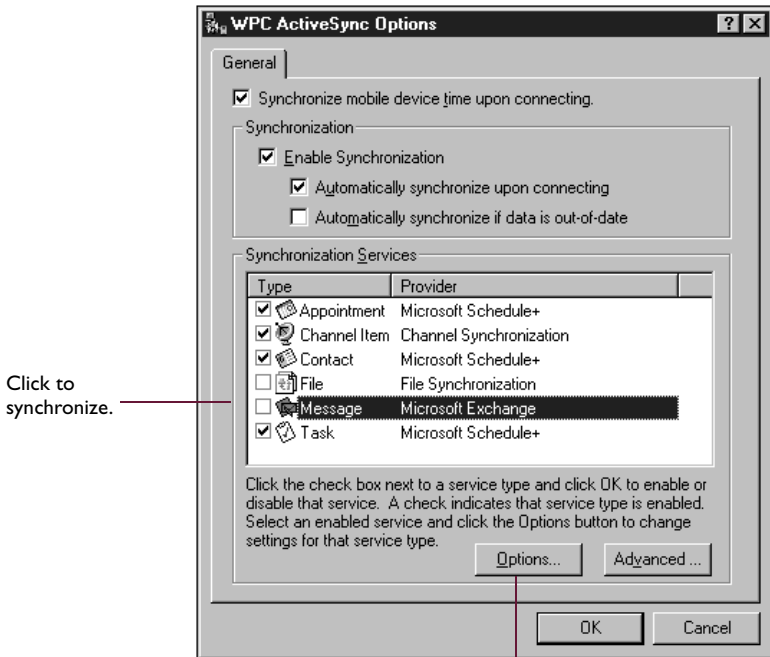 WPC ActiveSync Options
General
Synchronize mobile device time upon connecting.
Synchronization
Enable Synchronization
Automatically synchronize upon connecting
Automatically synchronize if data is out-of-date
Synchronization Services
Type Provider
Appointment Microsoft Schedule+
Channel Item Channel Synchronization
Contact Microsoft Schedule+
File File Synchronization
Message Microsoft Exchange
Task Microsoft Schedule+
Click to
synchronize.
Click the check box next to a service type and click OK to enable or
disable that service. A check indicates that service type is enabled.
Select an enabled service and click the Options button to change
settings for that service type.
Options... Advanced ...
OK Cancel